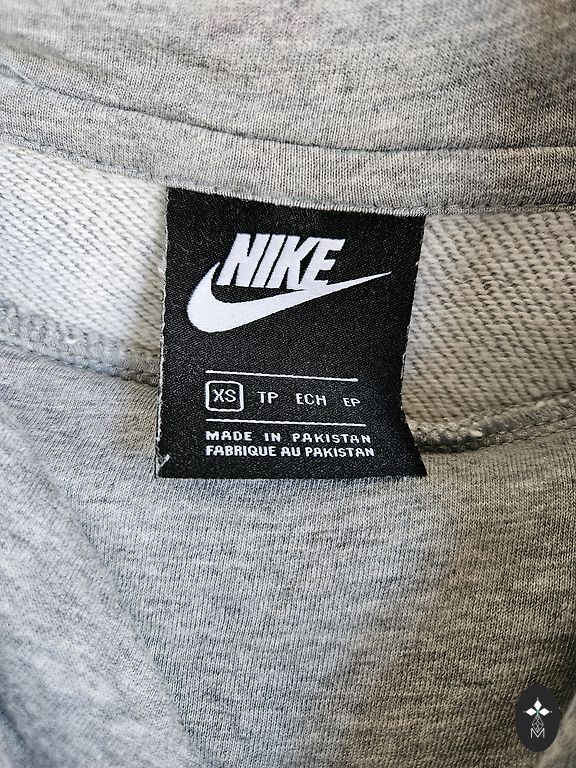 NIKE
XS TP ECH EP
MADE IN PAKISTAN
FABRIQUE AU PAKISTAN
M